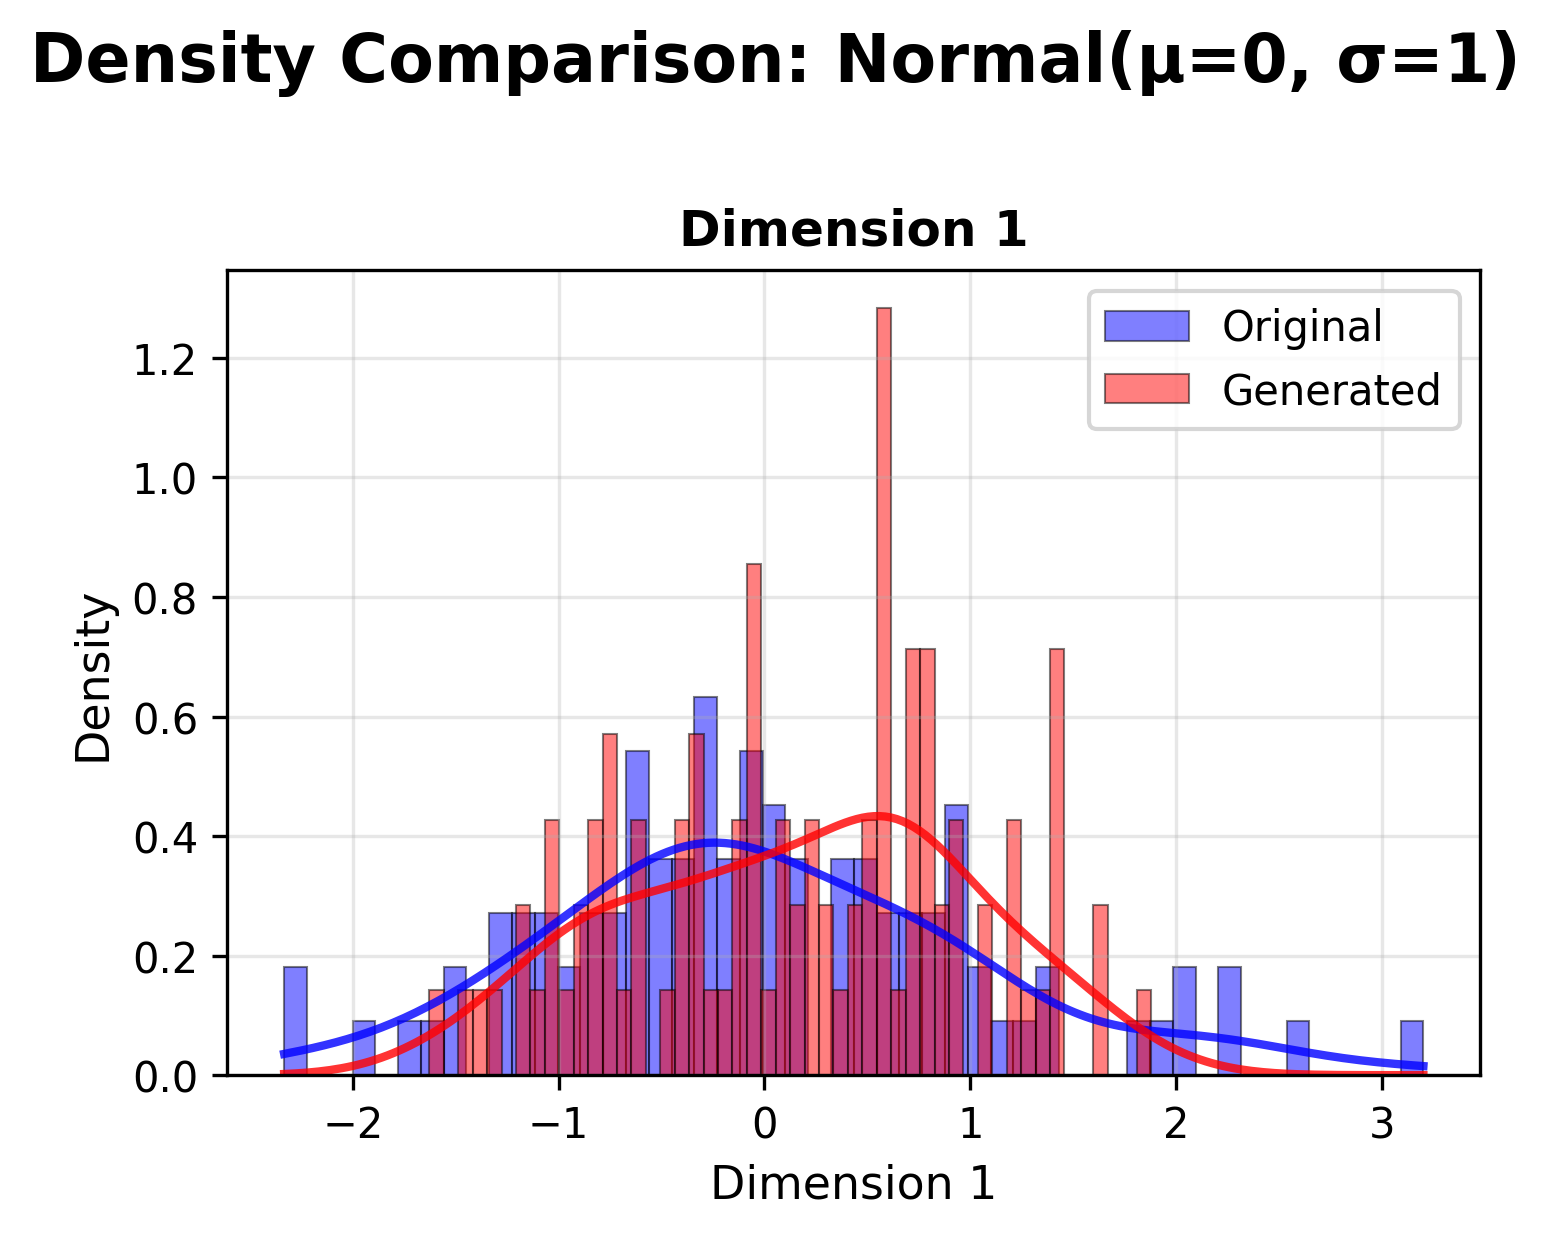 Density Comparison: Normal(μ=0, σ=1)
Dimension 1
Original
Generated
1.2
1.0
0.8
0.6
0.4
0.2
0.0
Density
−2
−1
0
1
2
3
Dimension 1